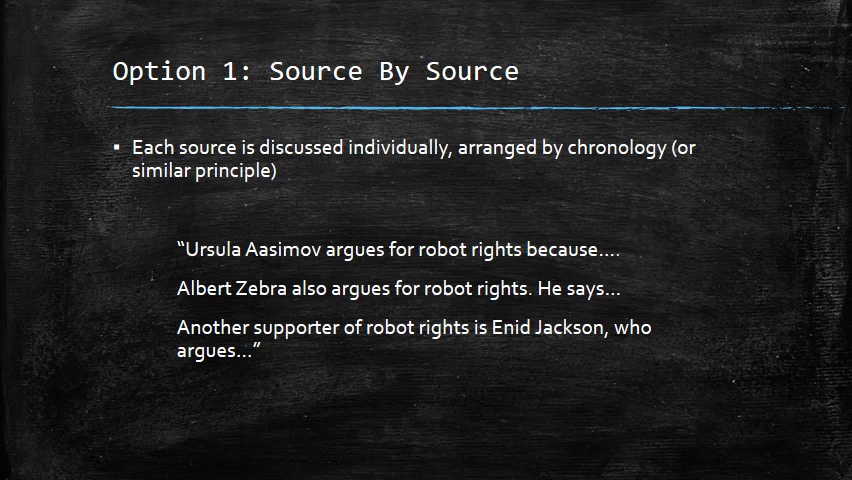 Option 1: Source By Source
▪ Each source is discussed individually, arranged by chronology (or
similar principle)
“Ursula Aasimov argues for robot rights because….
Albert Zebra also argues for robot rights. He says…
Another supporter of robot rights is Enid Jackson, who
argues…”